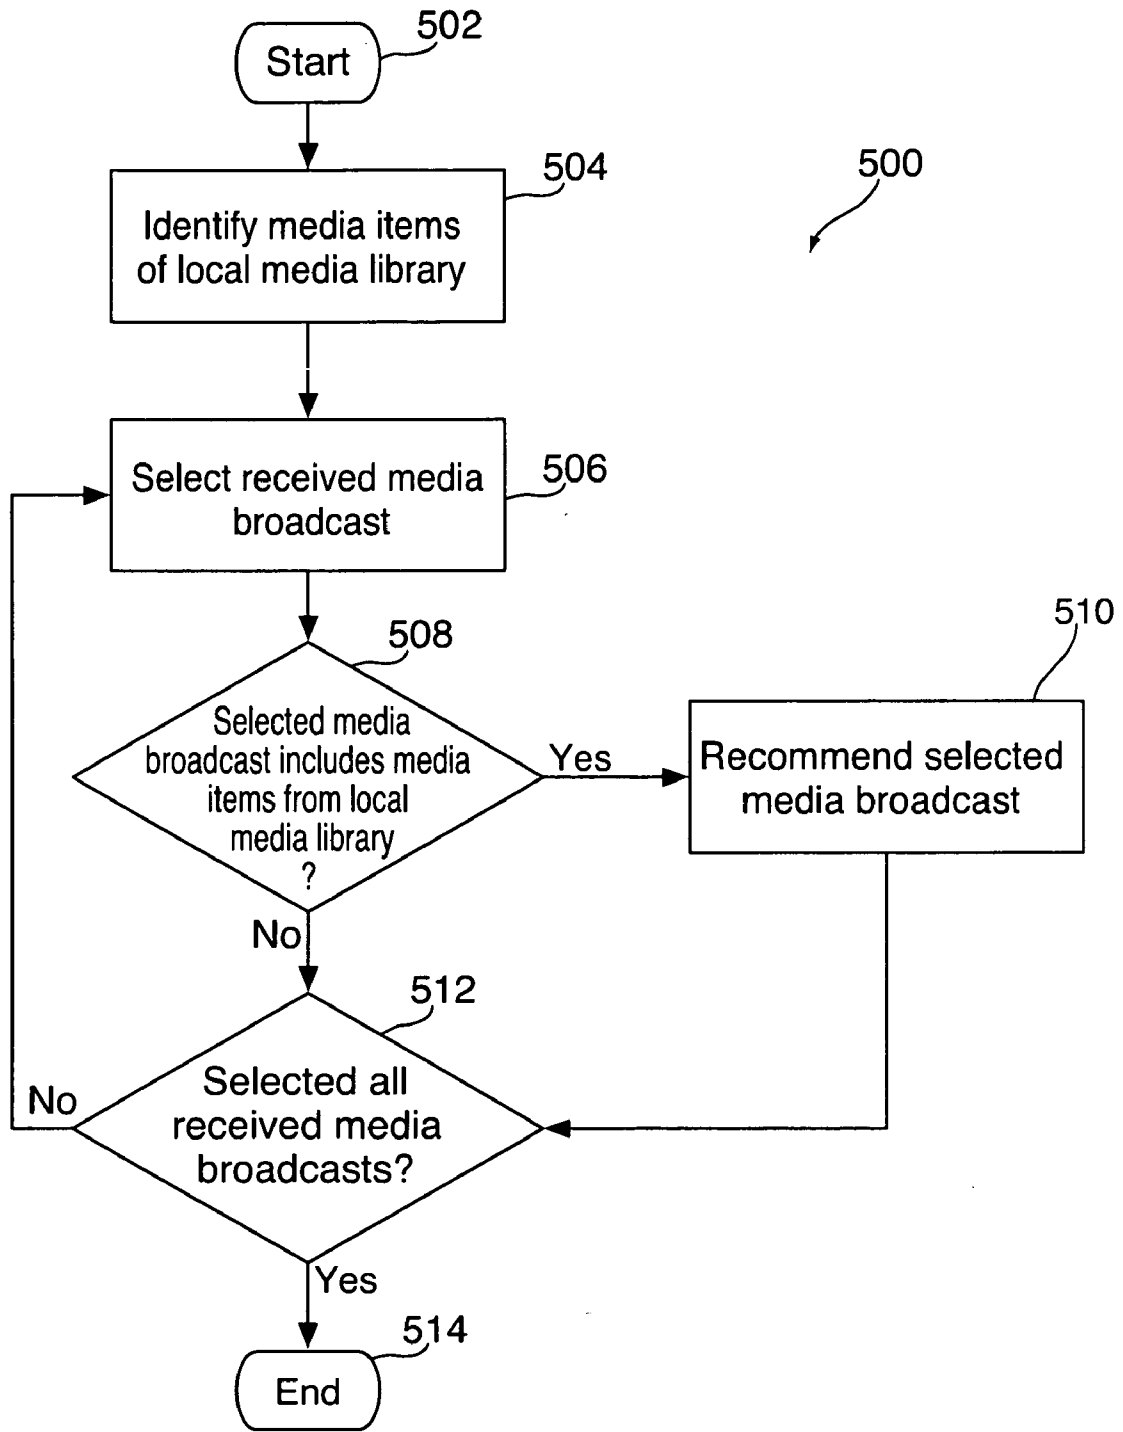 502
Start
504
500
Identify media items
of local media library
Select received media
broadcast
506
508
510
Selected media
broadcast includes media
items from local
media library
?
Yes
Recommend selected
media broadcast
No
512
Selected all
received media
broadcasts?
No
Yes
514
End